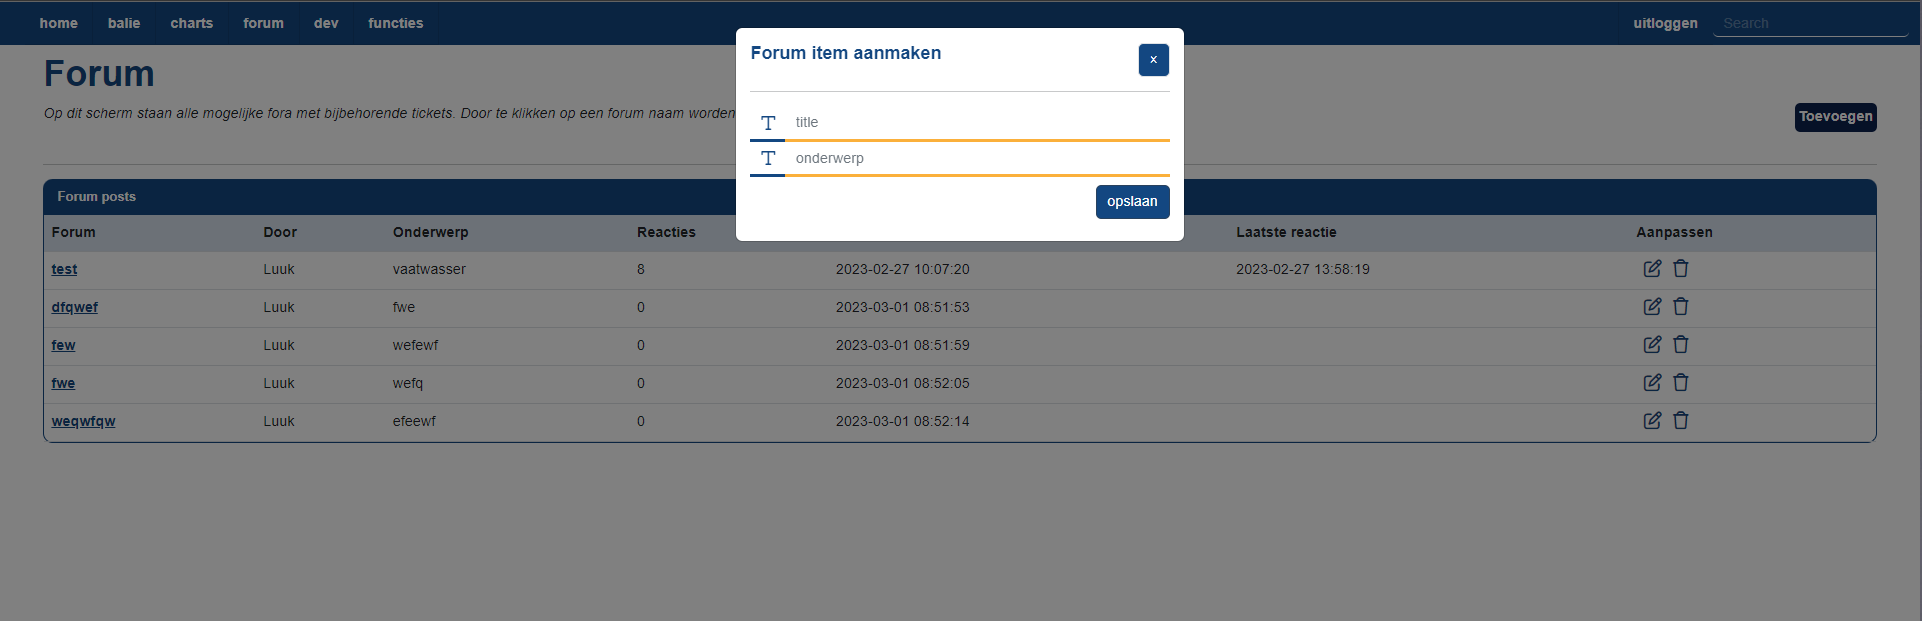 home balie charts forum dev functies uitloggen Search
Forum item aanmaken x
Forum
Op dit scherm staan alle mogelijke fora met bijbehorende tickets. Door te klikken op een forum naam worden
Toevoegen
T title
T onderwerp
opslaan
Forum posts
Forum Door Onderwerp Reacties Laatste reactie Aanpassen
test Luuk vaatwasser 8 2023-02-27 10:07:20 2023-02-27 13:58:19
dfqwef Luuk fwe 0 2023-03-01 08:51:53
few Luuk wefewf 0 2023-03-01 08:51:59
fwe Luuk wefq 0 2023-03-01 08:52:05
weqwfqw Luuk efeewf 0 2023-03-01 08:52:14